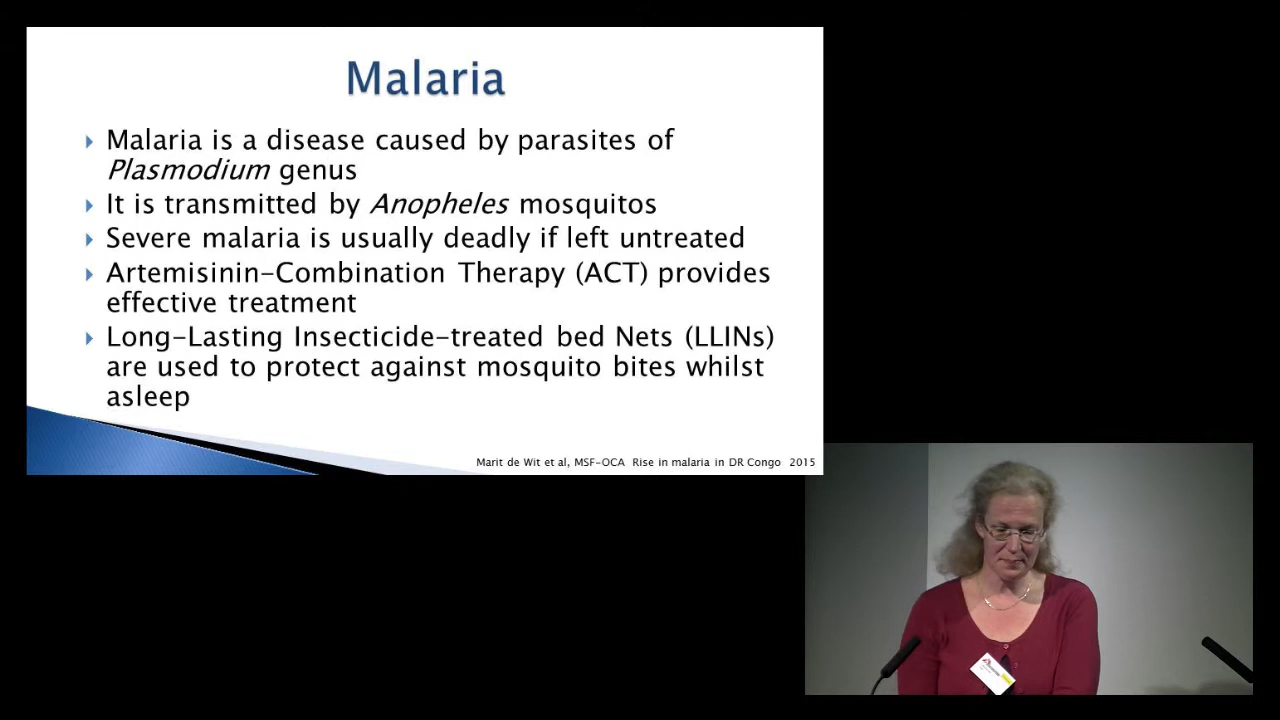 Malaria
Malaria is a disease caused by parasites of
Plasmodium genus
It is transmitted by Anopheles mosquitos
Severe malaria is usually deadly if left untreated
Artemisinin-Combination Therapy (ACT) provides
effective treatment
Long-Lasting Insecticide-treated bed Nets (LLINs)
are used to protect against mosquito bites whilst
asleep
Marit de Wit et al, MSF-OCA Rise in malaria in DR Congo 2015